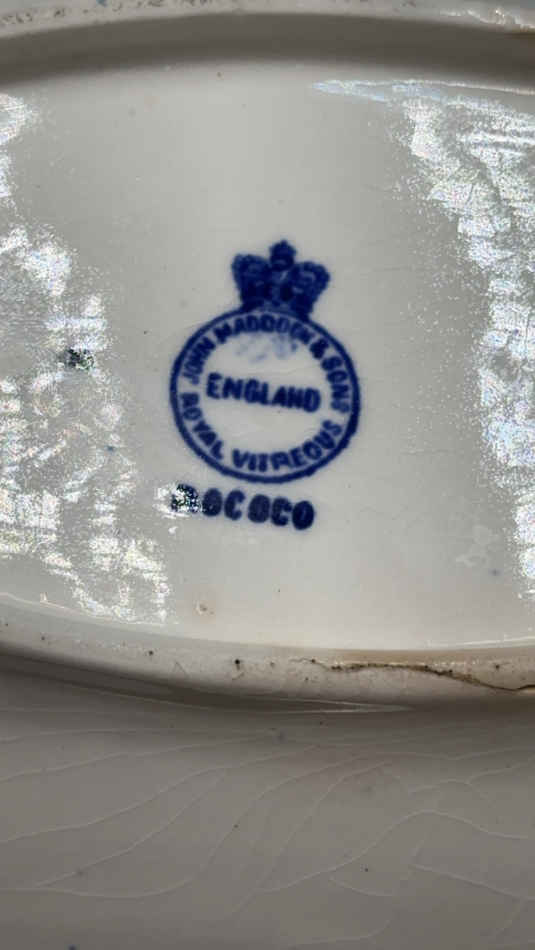 JOHN MADDOCK & SONS
ENGLAND
ROYAL VITREOUS
ROCOCO